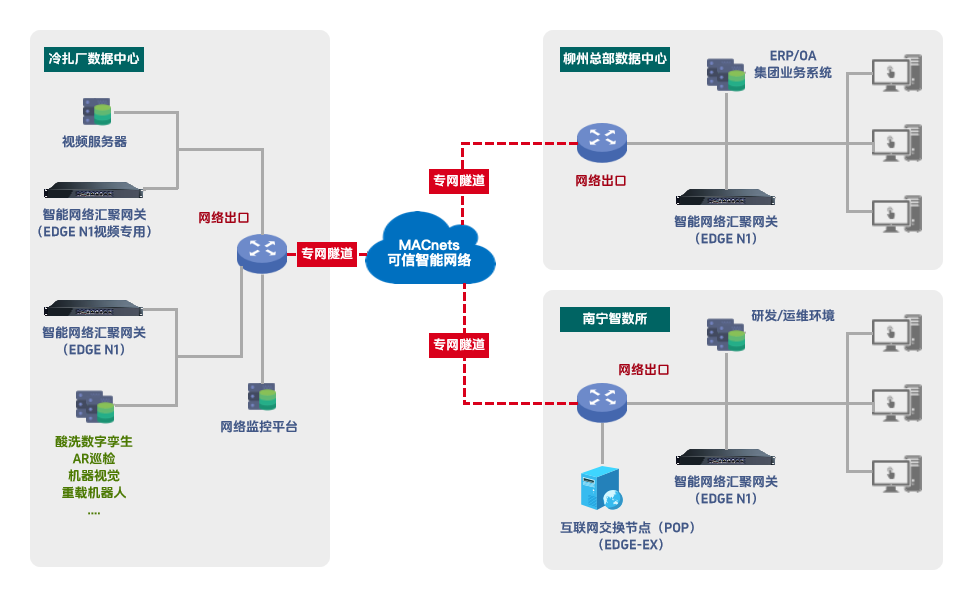 冷扎厂数据中心
视频服务器
智能网络汇聚网关
（EDGE N1视频专用）
网络出口
智能网络汇聚网关
（EDGE N1）
酸洗数字孪生
AR巡检
机器视觉
重载机器人
....
网络监控平台
专网隧道
MACnets
可信智能网络
专网隧道
专网隧道
柳州总部数据中心
ERP/OA
集团业务系统
网络出口
智能网络汇聚网关
（EDGE N1）
南宁智数所
研发/运维环境
网络出口
智能网络汇聚网关
（EDGE N1）
互联网交换节点（POP）
（EDGE-EX）